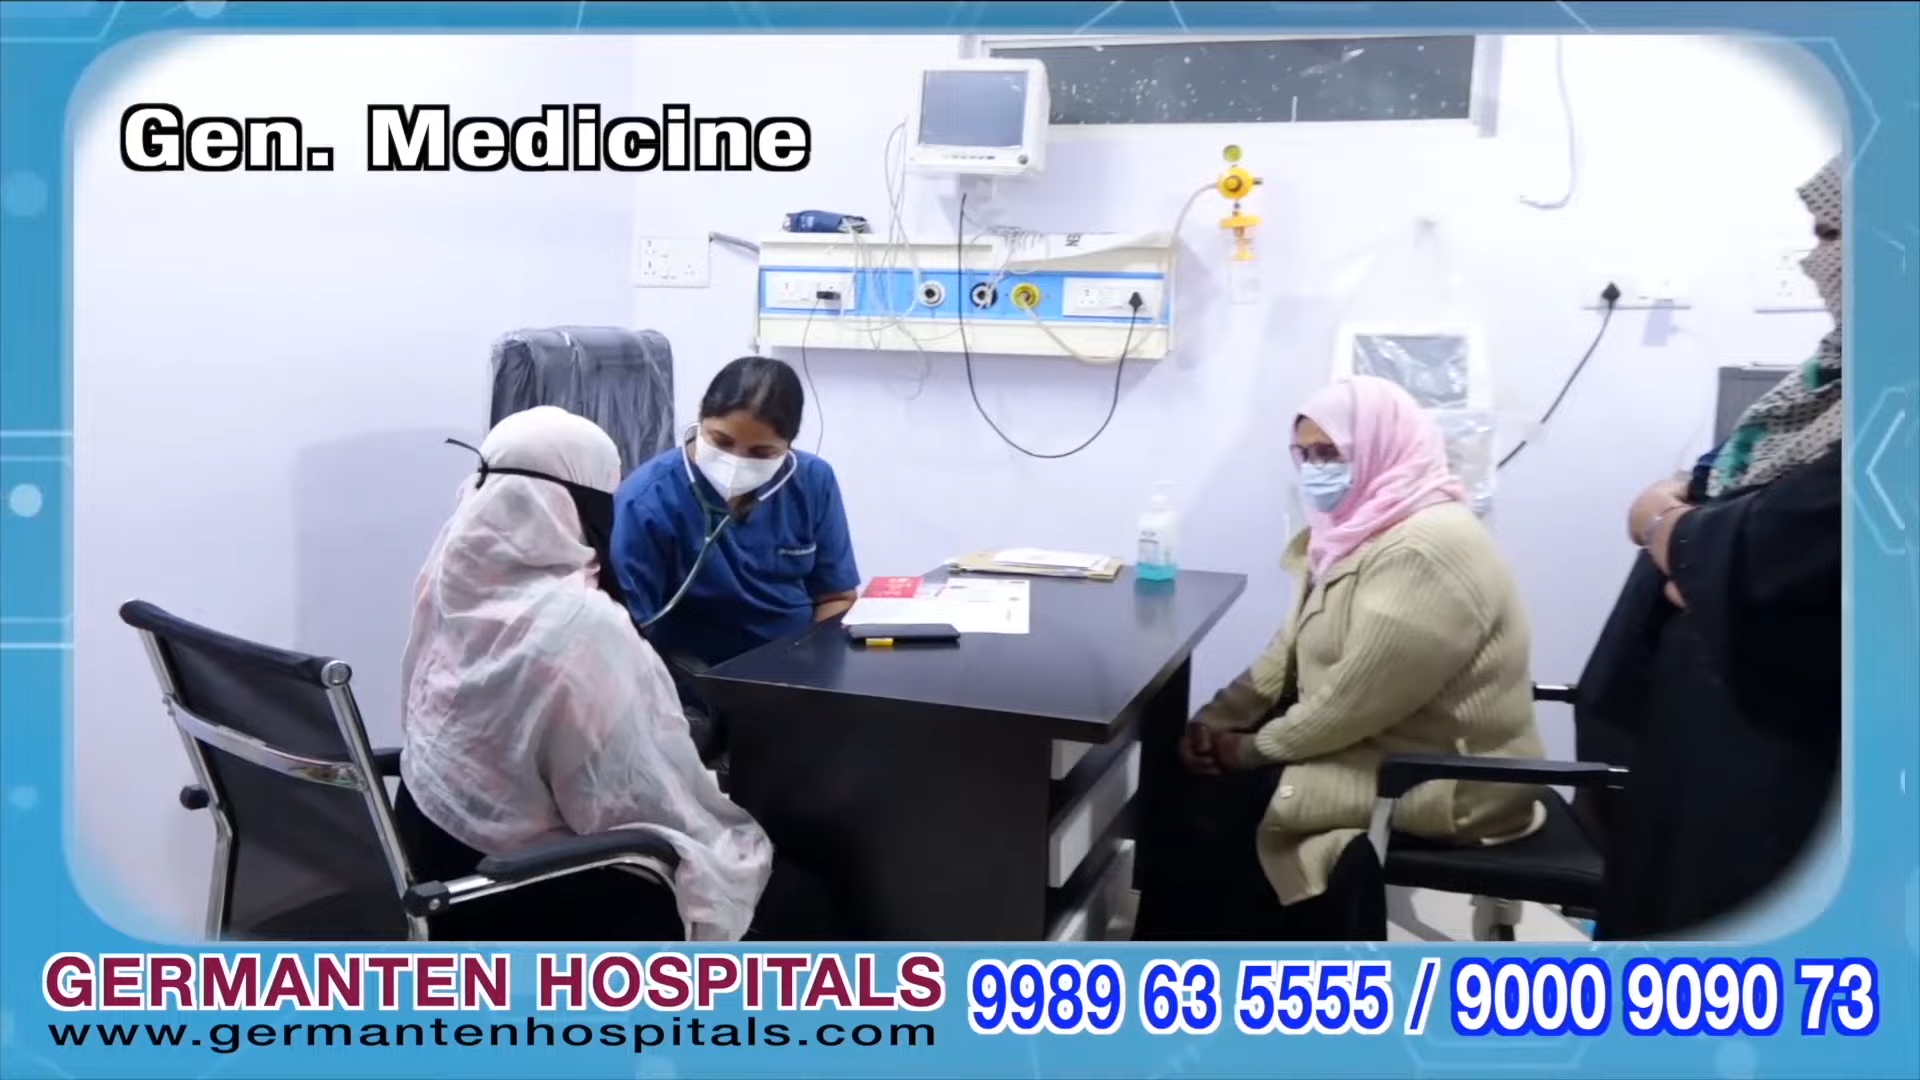 Gen. Medicine
GERMANTEN HOSPITALS
www.germantenhospitals.com
9989 63 5555 / 9000 9090 73